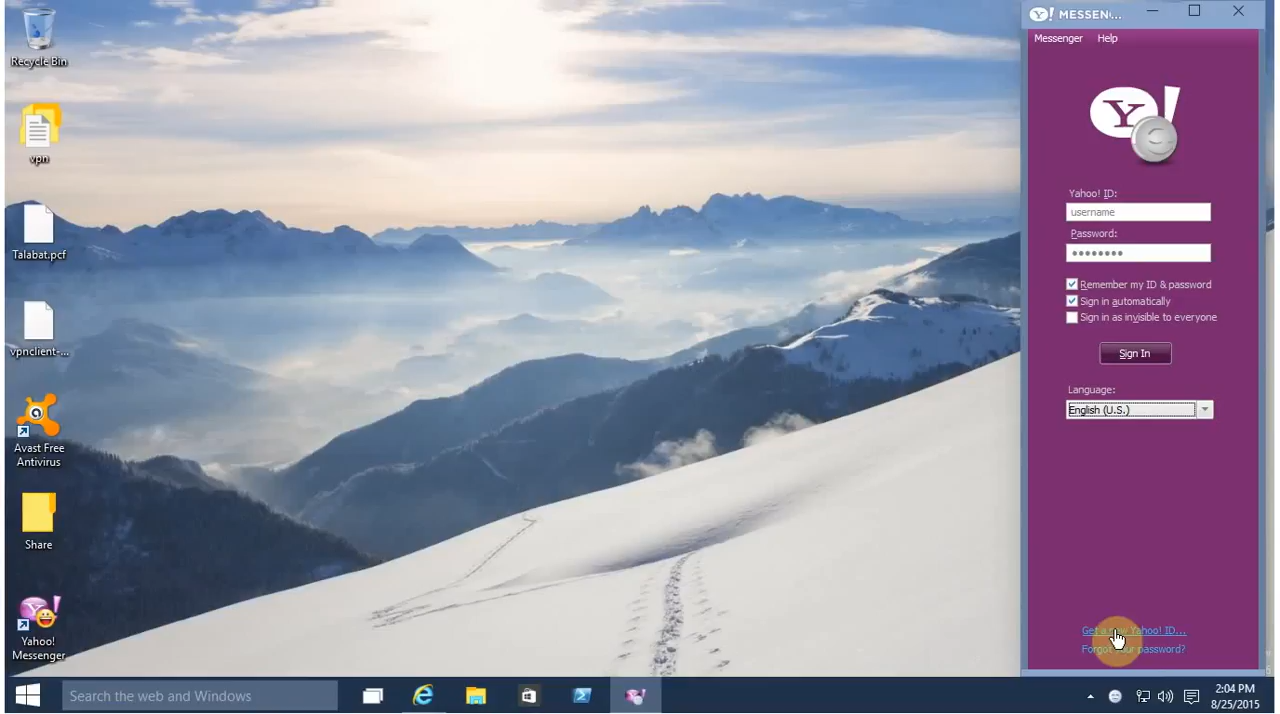 Recycle Bin
vpn
Talabat.pcf
vpnclient-...
Avast Free
Antivirus
Share
Yahoo!
Messenger
Y! MESSEN...
Messenger Help
Y!
Yahoo! ID:
username
Password:
Remember my ID & password
Sign in automatically
Sign in as invisible to everyone
Sign In
Language:
English (U.S.)
Get a new Yahoo! ID...
Forgot your password?
Search the web and Windows
2:04 PM
8/25/2015